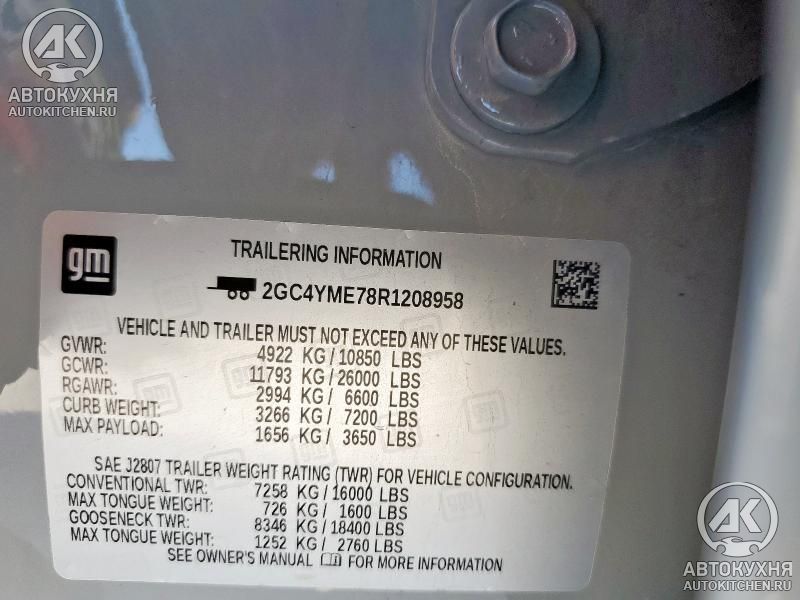 AK
АВТОКУХНЯ
AUTOKITCHEN.RU
gm
TRAILERING INFORMATION
2GC4YME78R1208958
VEHICLE AND TRAILER MUST NOT EXCEED ANY OF THESE VALUES.
GVWR: 4922 KG / 10850 LBS
GCWR: 11793 KG / 26000 LBS
RGAWR: 2994 KG / 6600 LBS
CURB WEIGHT: 3266 KG / 7200 LBS
MAX PAYLOAD: 1656 KG / 3650 LBS
SAE J2807 TRAILER WEIGHT RATING (TWR) FOR VEHICLE CONFIGURATION.
CONVENTIONAL TWR: 7258 KG / 16000 LBS
MAX TONGUE WEIGHT: 726 KG / 1600 LBS
GOOSENECK TWR: 8346 KG / 18400 LBS
MAX TONGUE WEIGHT: 1252 KG / 2760 LBS
SEE OWNER'S MANUAL FOR MORE INFORMATION
AK
АВТОКУХНЯ
AUTOKITCHEN.RU